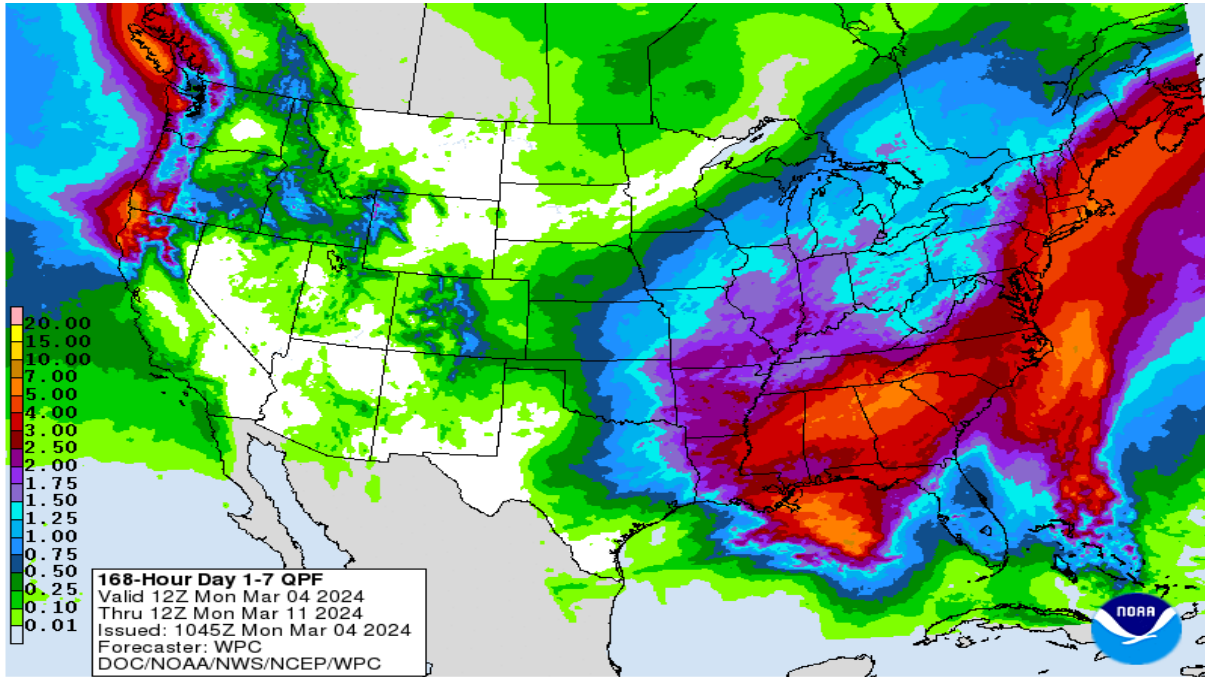 20.00
15.00
10.00
7.00
5.00
4.00
3.00
2.50
2.00
1.75
1.50
1.25
1.00
0.75
0.50
0.25
0.10
0.01
168-Hour Day 1-7 QPF
Valid 12Z Mon Mar 04 2024
Thru 12Z Mon Mar 11 2024
Issued: 1045Z Mon Mar 04 2024
Forecaster: WPC
DOC/NOAA/NWS/NCEP/WPC
NOAA